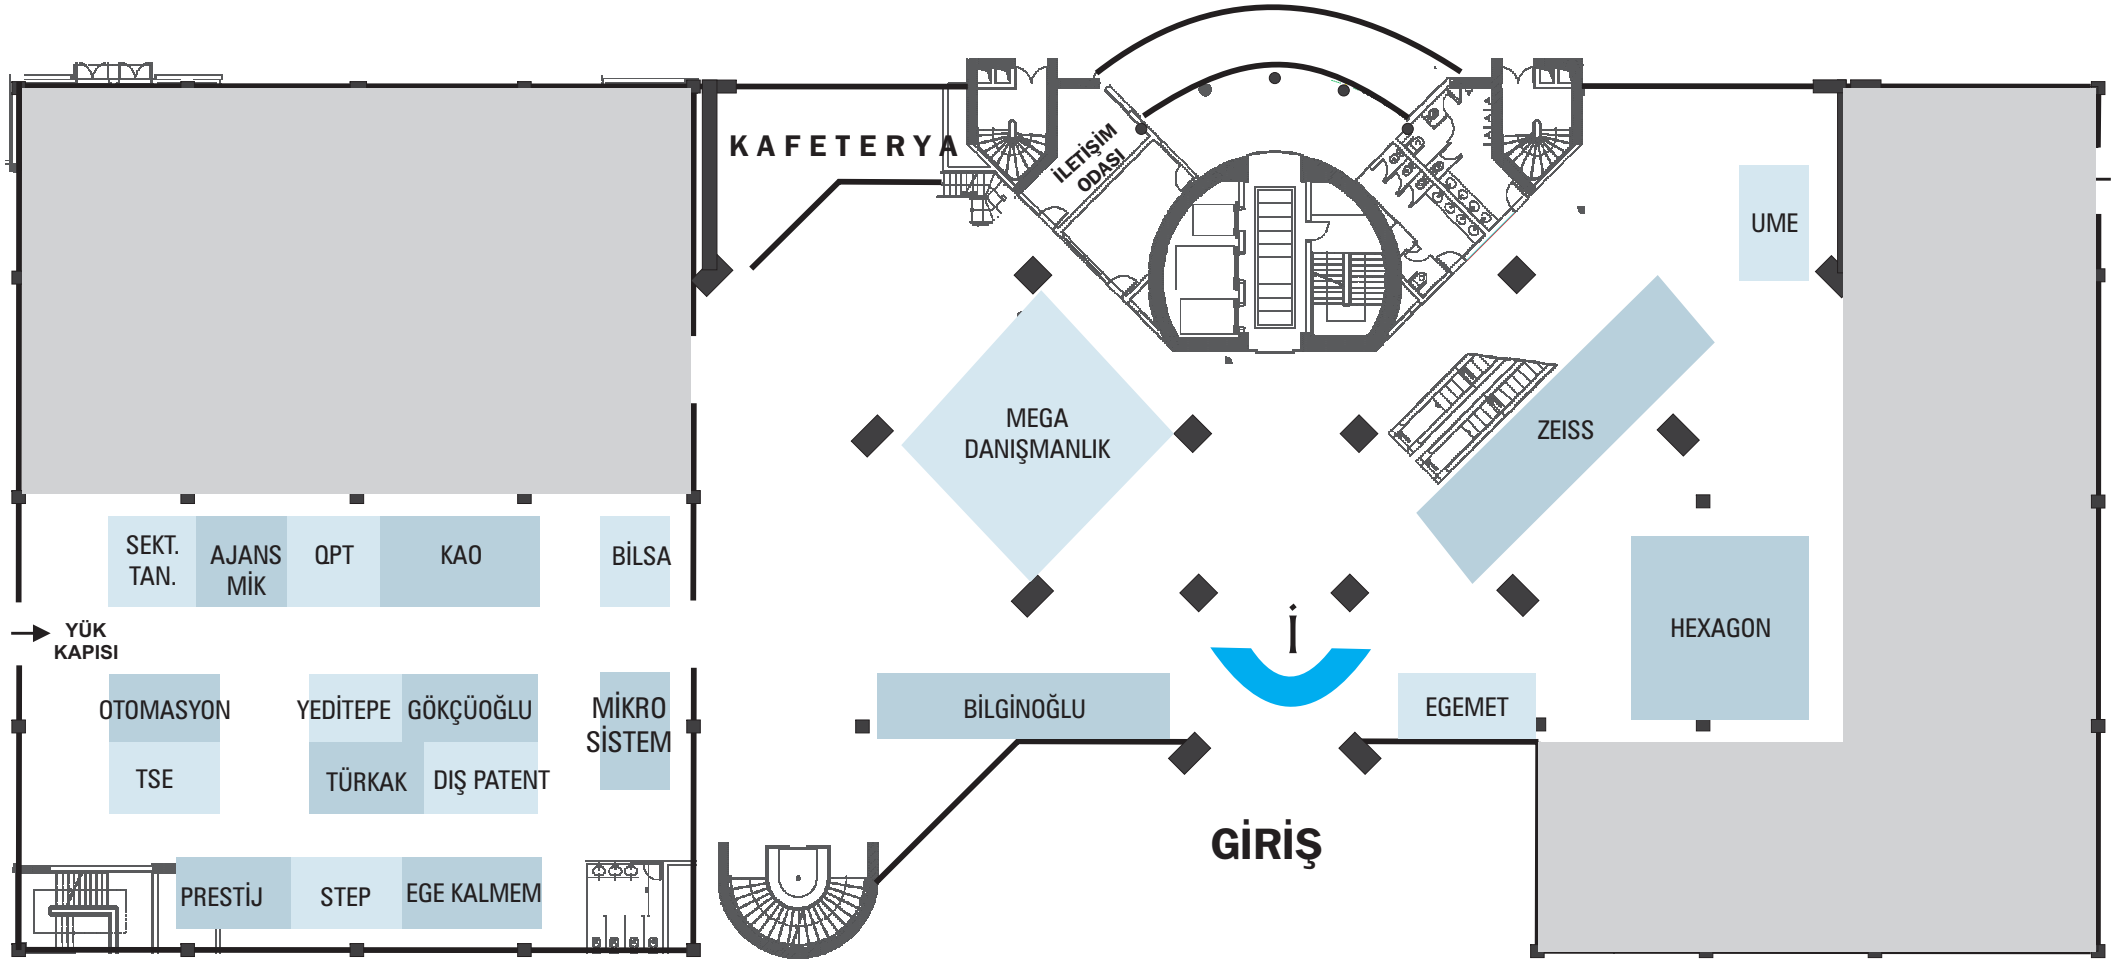 KAFETERYA
İLETİŞİM
ODASI
UME
MEGA
DANIŞMANLIK
ZEISS
SEKT.
TAN.
AJANS
MİK
QPT
KAO
BİLSA
HEXAGON
YÜK
KAPISI
İ
OTOMASYON
YEDİTEPE
GÖKÇÜOĞLU
MİKRO
SİSTEM
BİLGİNOĞLU
EGEMET
TSE
TÜRKAK
DIŞ PATENT
GİRİŞ
PRESTİJ
STEP
EGE KALMEM